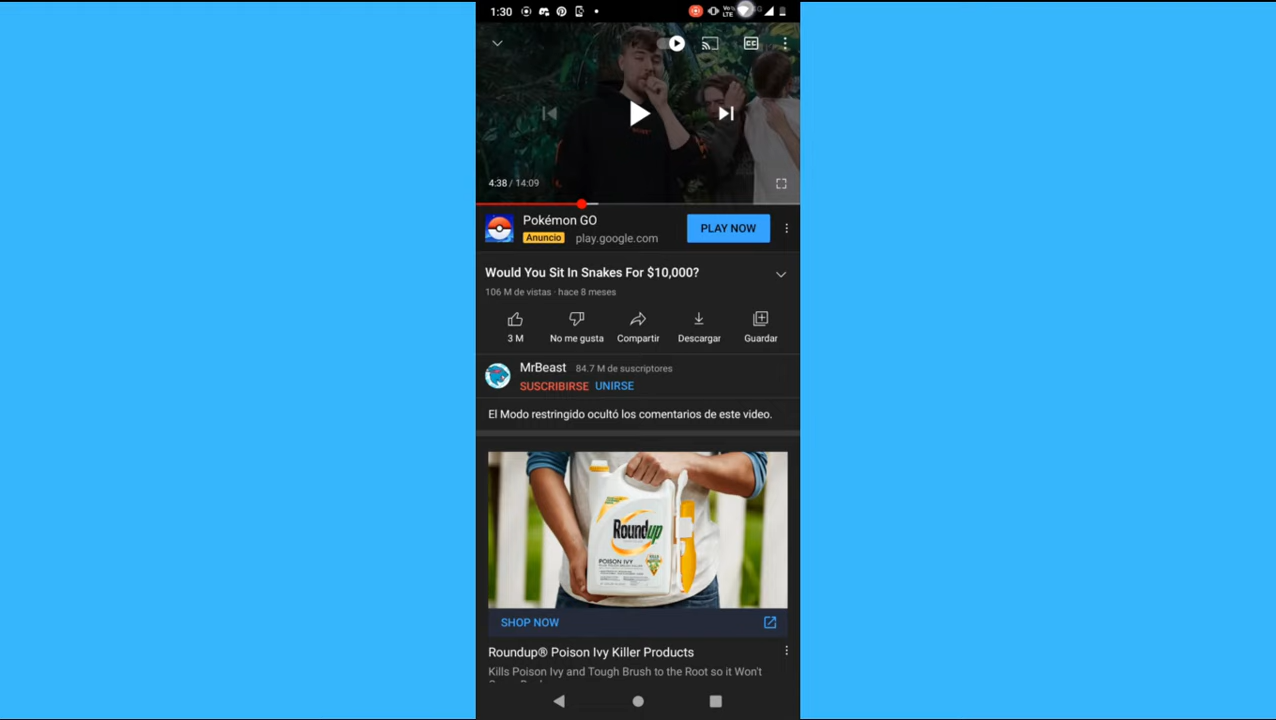 1:30
LTE
CC
4:38 / 14:09
Pokémon GO
Anuncio play.google.com
PLAY NOW
Would You Sit In Snakes For $10,000?
106 M de vistas · hace 8 meses
3 M No me gusta Compartir Descargar Guardar
MrBeast 84.7 M de suscriptores
SUSCRIBIRSE UNIRSE
El Modo restringido ocultó los comentarios de este video.
Roundup
POISON IVY
SHOP NOW
Roundup® Poison Ivy Killer Products
Kills Poison Ivy and Tough Brush to the Root so it Won't